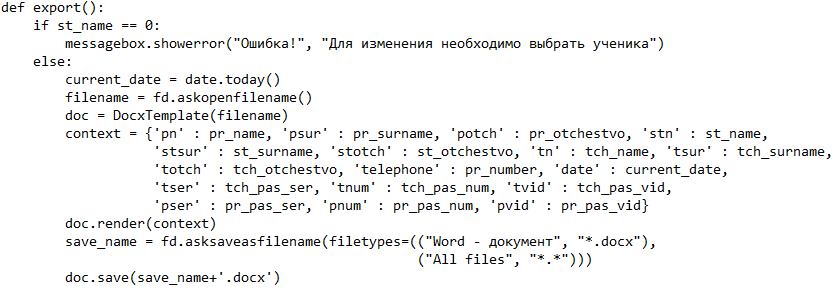 def export():
    if st_name == 0:
        messagebox.showerror("Ошибка!", "Для изменения необходимо выбрать ученика")
    else:
        current_date = date.today()
        filename = fd.askopenfilename()
        doc = DocxTemplate(filename)
        context = {'pn' : pr_name, 'psur' : pr_surname, 'potch' : pr_otchestvo, 'stn' : st_name,
                   'stsur' : st_surname, 'stotch' : st_otchestvo, 'tn' : tch_name, 'tsur' : tch_surname,
                   'totch' : tch_otchestvo, 'telephone' : pr_number, 'date' : current_date,
                   'tser' : tch_pas_ser, 'tnum' : tch_pas_num, 'tvid' : tch_pas_vid,
                   'pser' : pr_pas_ser, 'pnum' : pr_pas_num, 'pvid' : pr_pas_vid}
        doc.render(context)
        save_name = fd.asksaveasfilename(filetypes=(("Word - документ", "*.docx"),
                                                    ("All files", "*.*")))
        doc.save(save_name+'.docx')